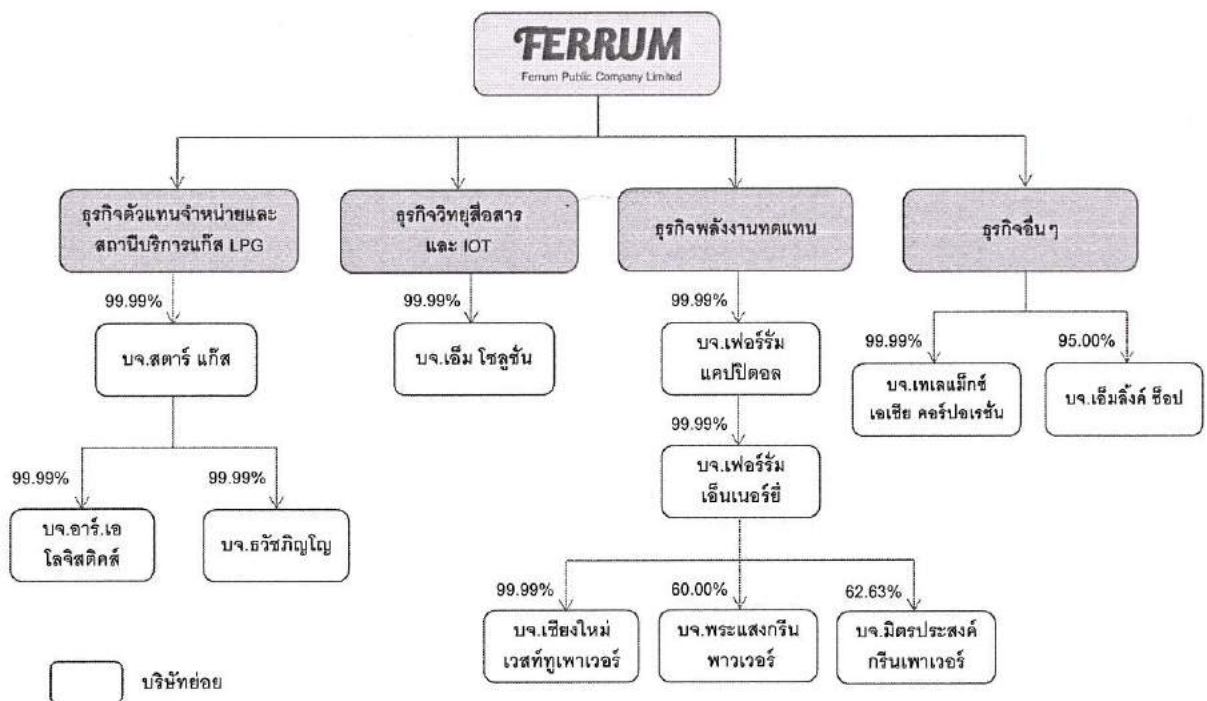 FERRUM
Ferrum Public Company Limited
ธุรกิจตัวแทนจำหน่ายและ
สถานีบริการแก๊ส LPG
ธุรกิจวิทยุสื่อสาร
และ IOT
ธุรกิจพลังงานทดแทน
ธุรกิจอื่นๆ
99.99%
99.99%
99.99%
99.99%
95.00%
บจ.สตาร์ แก๊ส
บจ.เอ็ม โซลูชั่น
บจ.เฟอร์รั่ม
แคปปิตอล
บจ.เทเลแม็กซ์
เอเชีย คอร์ปอเรชั่น
บจ.เอ็มลิ้งค์ ช็อป
99.99%
99.99%
99.99%
บจ.อาร์.เอ
โลจิสติคส์
บจ.ธวัชภิญโญ
บจ.เฟอร์รั่ม
เอ็นเนอร์ยี่
99.99%
60.00%
62.63%
บจ.เชียงใหม่
เวสท์ทูเพาเวอร์
บจ.พระแสงกรีน
พาวเวอร์
บจ.มิตรประสงค์
กรีนเพาเวอร์
บริษัทย่อย